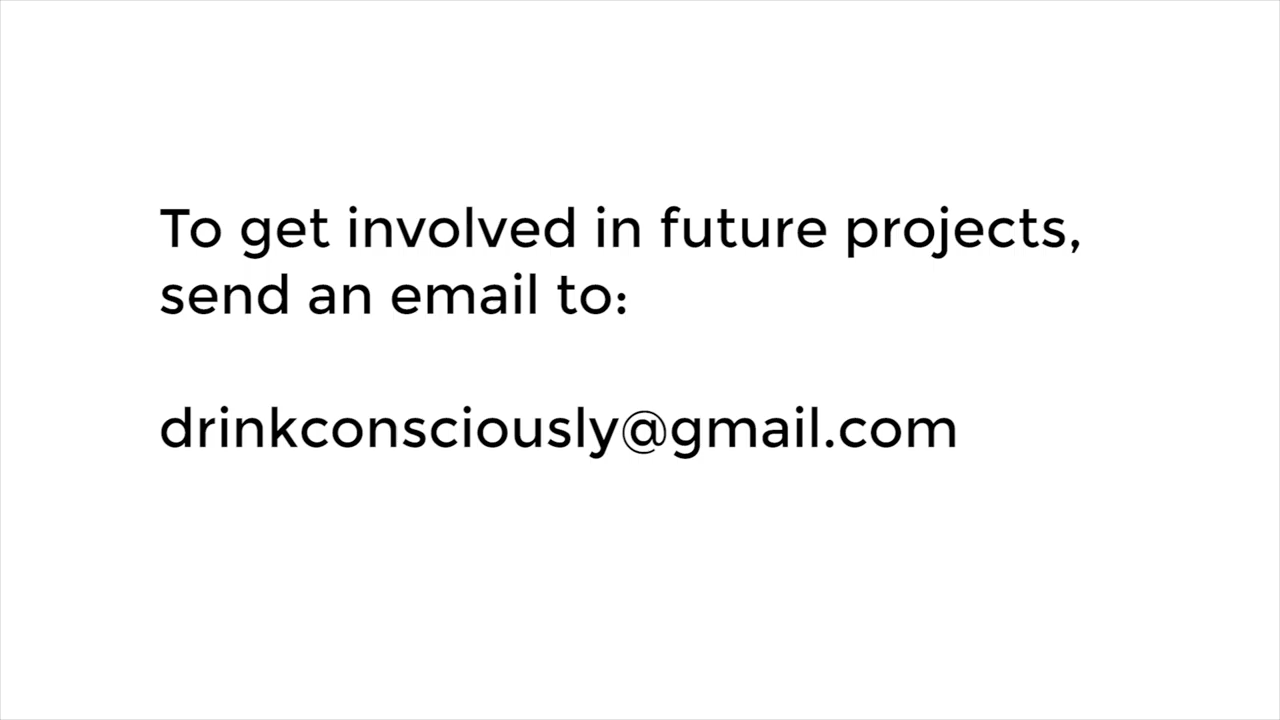 To get involved in future projects,
send an email to:
drinkconsciously@gmail.com